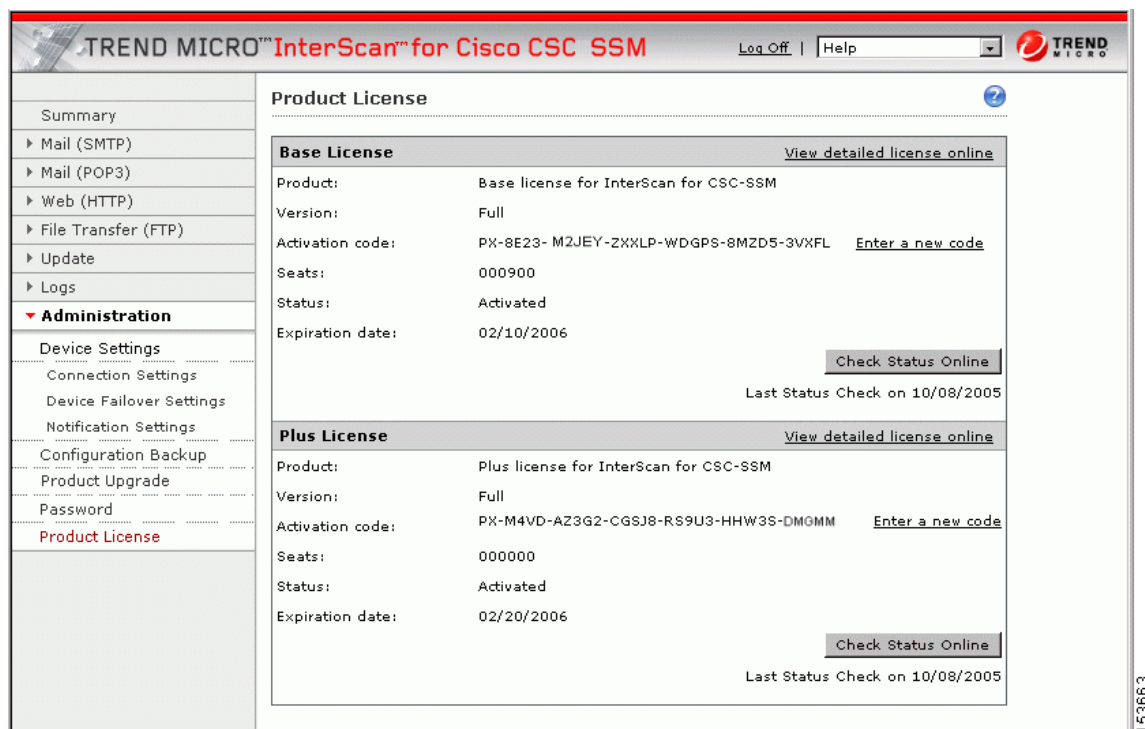 TREND MICRO™ InterScan™ for Cisco CSC SSM
Log Off | Help
TREND MICRO
Summary
Mail (SMTP)
Mail (POP3)
Web (HTTP)
File Transfer (FTP)
Update
Logs
Administration
Device Settings
Connection Settings
Device Failover Settings
Notification Settings
Configuration Backup
Product Upgrade
Password
Product License
Product License
?
Base License View detailed license online
Product: Base license for InterScan for CSC-SSM
Version: Full
Activation code: PX-8E23- M2JEY-ZXXLP-WDGPS-8MZD5-3VXFL Enter a new code
Seats: 000900
Status: Activated
Expiration date: 02/10/2006
Check Status Online
Last Status Check on 10/08/2005
Plus License View detailed license online
Product: Plus license for InterScan for CSC-SSM
Version: Full
Activation code: PX-M4VD-AZ3G2-CGSJ8-RS9U3-HHW3S-DMGMM Enter a new code
Seats: 000000
Status: Activated
Expiration date: 02/20/2006
Check Status Online
Last Status Check on 10/08/2005
153663